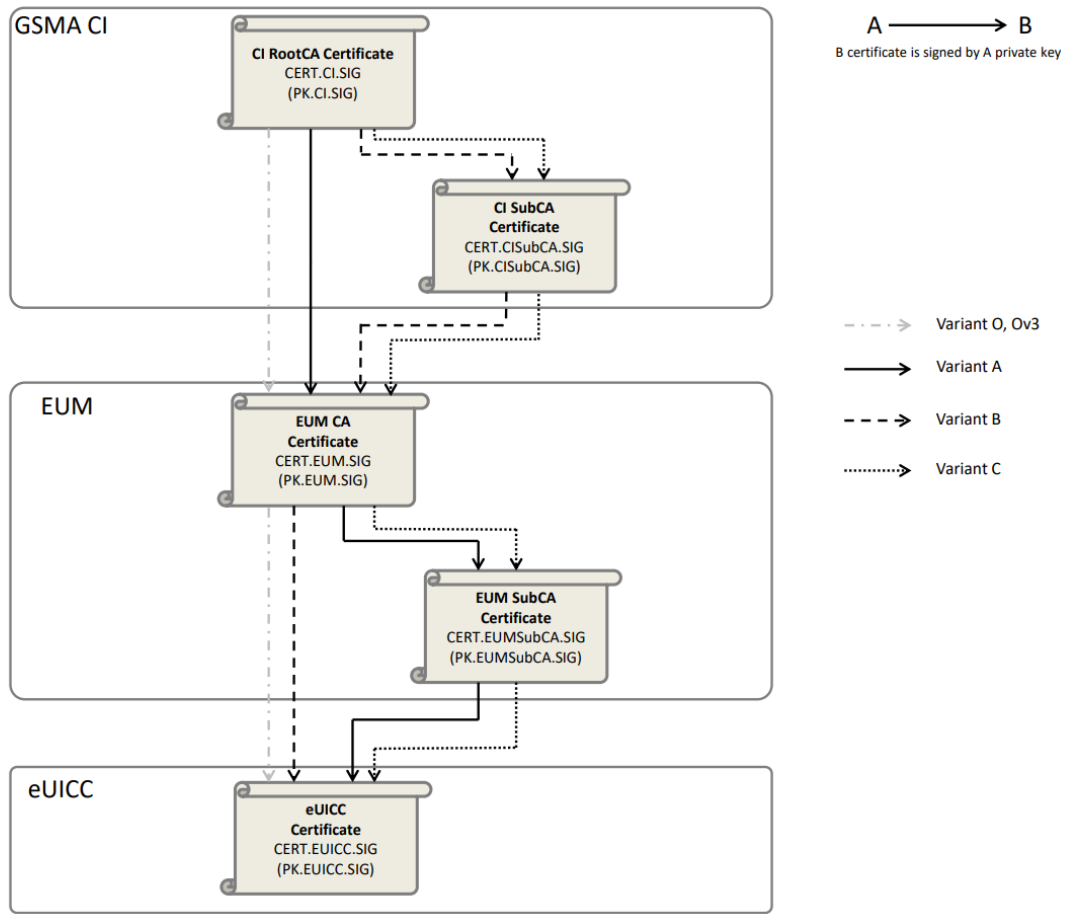 GSMA CI
CI RootCA Certificate
CERT.CI.SIG
(PK.CI.SIG)
A B
B certificate is signed by A private key
CI SubCA
Certificate
CERT.CISubCA.SIG
(PK.CISubCA.SIG)
Variant O, Ov3
Variant A
Variant B
Variant C
EUM
EUM CA
Certificate
CERT.EUM.SIG
(PK.EUM.SIG)
EUM SubCA
Certificate
CERT.EUMSubCA.SIG
(PK.EUMSubCA.SIG)
eUICC
eUICC
Certificate
CERT.EUICC.SIG
(PK.EUICC.SIG)